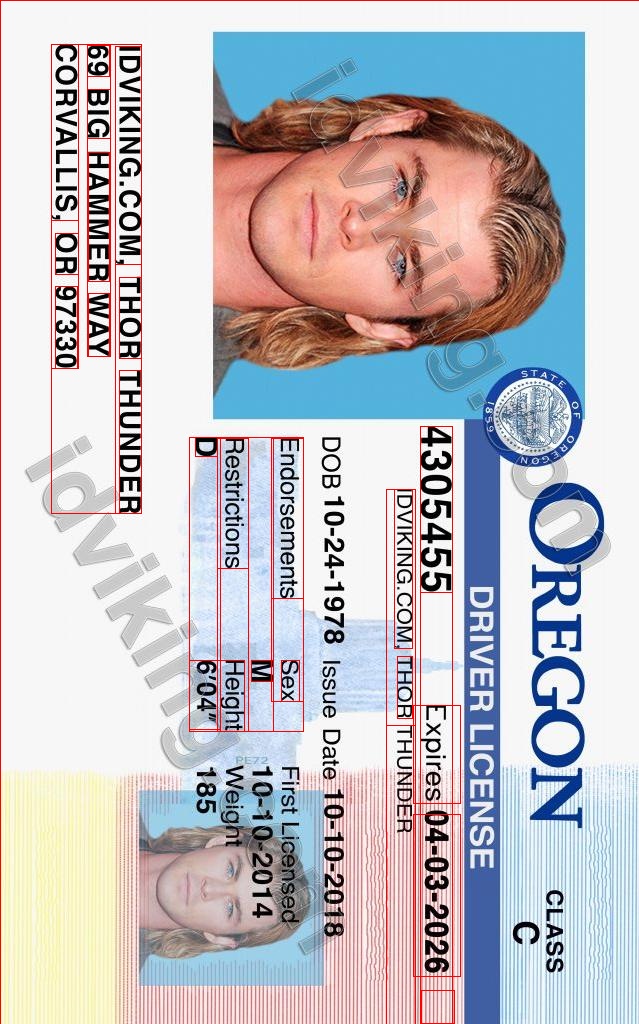 OREGON
CLASS
C
STATE OF OREGON
1859
DRIVER LICENSE
4305455 Expires 04-03-2026
IDVIKING.COM, THOR THUNDER
DOB 10-24-1978 Issue Date 10-10-2018
Endorsements Sex First Licensed
M 10-10-2014
Restrictions Height Weight
D 6'04" 185
PE72
IDVIKING.COM, THOR THUNDER
69 BIG HAMMER WAY
CORVALLIS, OR 97330
idviking.com
idviking.com